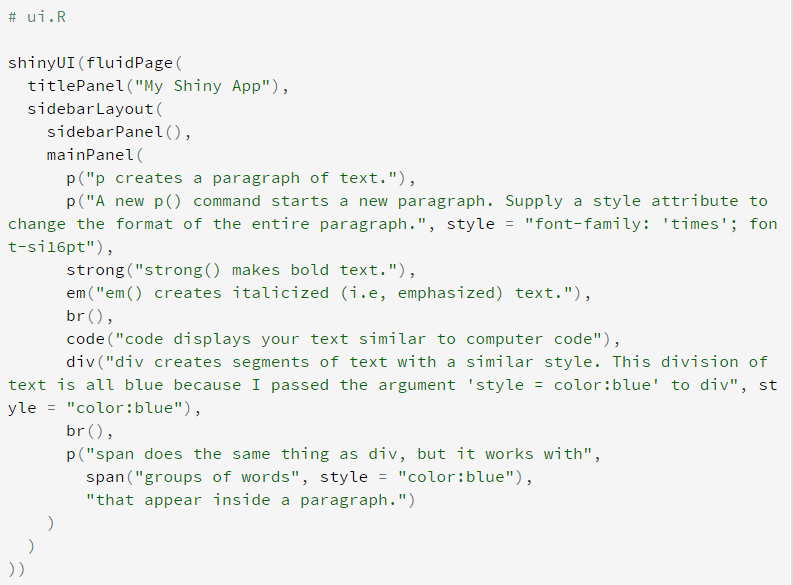 # ui.R
shinyUI(fluidPage(
  titlePanel("My Shiny App"),
  sidebarLayout(
    sidebarPanel(),
    mainPanel(
      p("p creates a paragraph of text."),
      p("A new p() command starts a new paragraph. Supply a style attribute to
change the format of the entire paragraph.", style = "font-family: 'times'; fon
t-si16pt"),
      strong("strong() makes bold text."),
      em("em() creates italicized (i.e, emphasized) text."),
      br(),
      code("code displays your text similar to computer code"),
      div("div creates segments of text with a similar style. This division of
text is all blue because I passed the argument 'style = color:blue' to div", st
yle = "color:blue"),
      br(),
      p("span does the same thing as div, but it works with",
        span("groups of words", style = "color:blue"),
        "that appear inside a paragraph.")
    )
  )
))